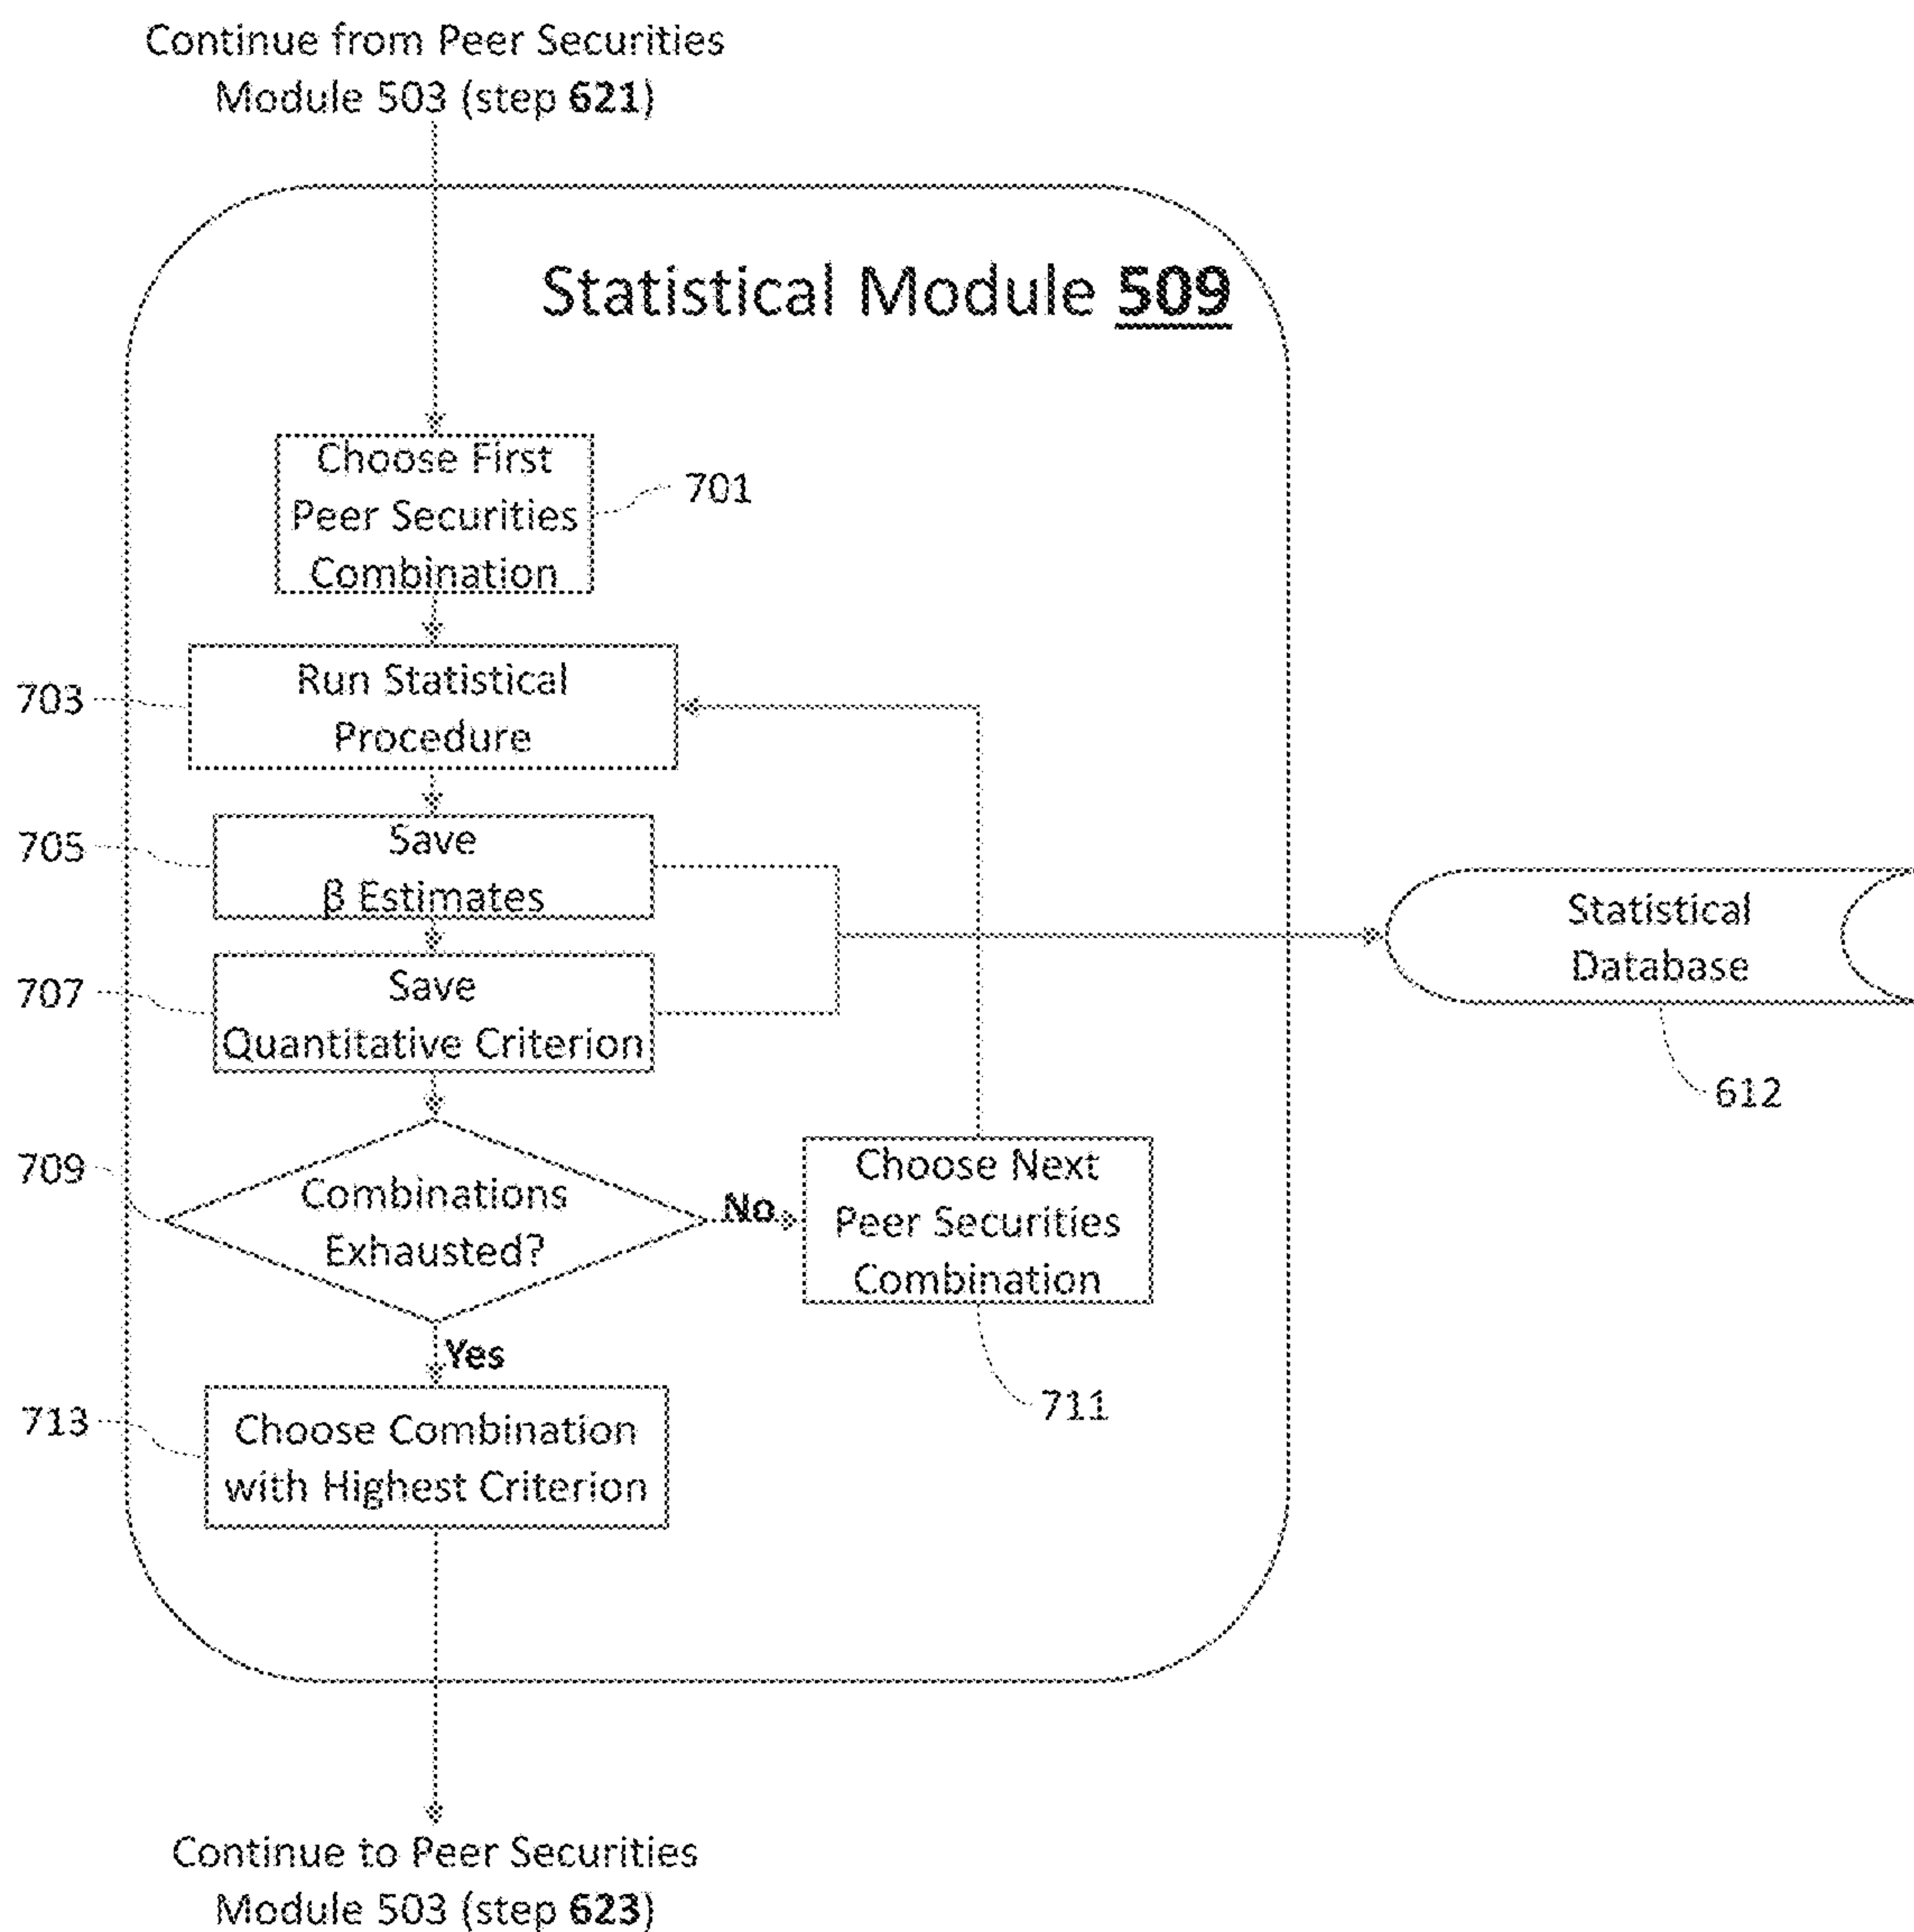 Continue from Peer Securities
Module 503 (step 621)
Statistical Module 509
Choose First
Peer Securities
Combination
701
703
Run Statistical
Procedure
705
Save
β Estimates
707
Save
Quantitative Criterion
Statistical
Database
612
709
Combinations
Exhausted?
No
Choose Next
Peer Securities
Combination
711
Yes
713
Choose Combination
with Highest Criterion
Continue to Peer Securities
Module 503 (step 623)